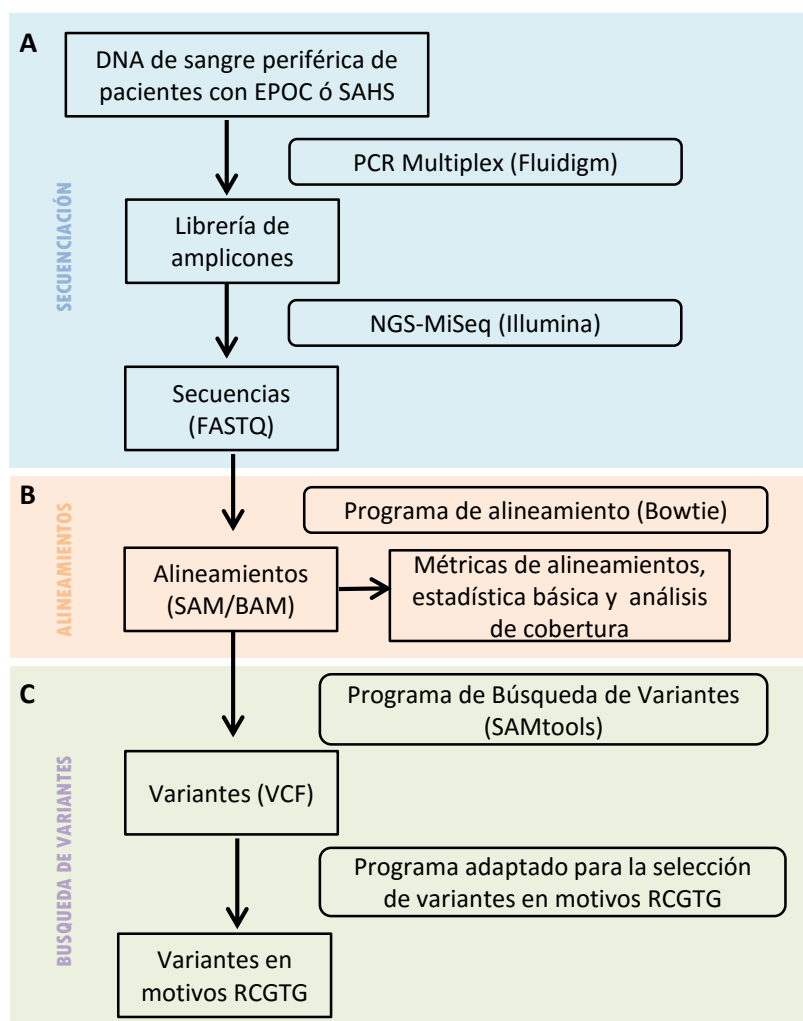 A
DNA de sangre periférica de
pacientes con EPOC ó SAHS
PCR Multiplex (Fluidigm)
SECUENCIACIÓN
Librería de
amplicones
NGS-MiSeq (Illumina)
Secuencias
(FASTQ)
B
ALINEAMIENTOS
Programa de alineamiento (Bowtie)
Alineamientos
(SAM/BAM)
Métricas de alineamientos,
estadística básica y análisis
de cobertura
C
BUSQUEDA DE VARIANTES
Programa de Búsqueda de Variantes
(SAMtools)
Variantes (VCF)
Programa adaptado para la selección
de variantes en motivos RCGTG
Variantes en
motivos RCGTG